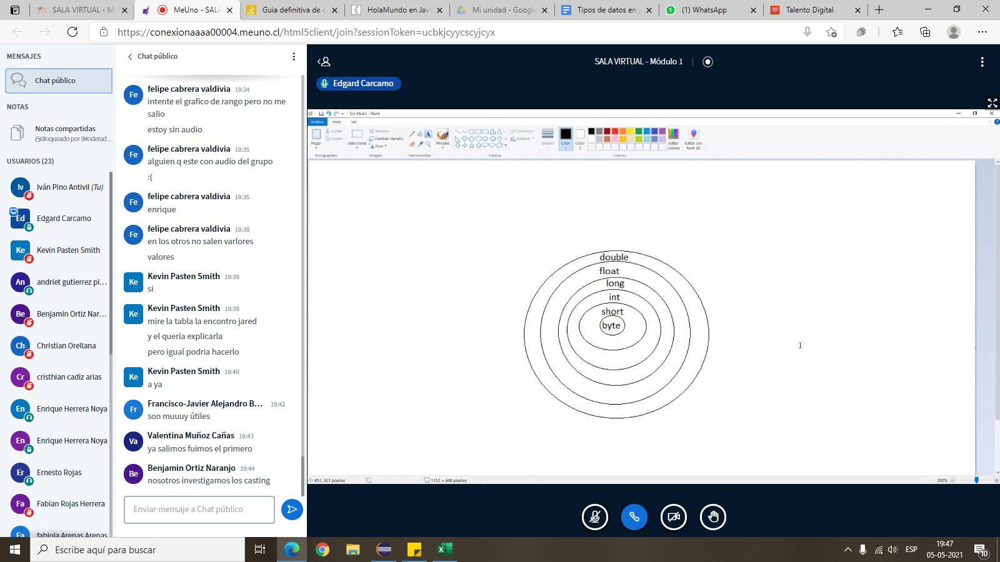 SALA VIRTUAL - Mo
MeUno - SALA
Guia definitiva de c
HolaMundo en Java
Mi unidad - Google
Tipos de datos en j
(1) WhatsApp
Talento Digital
https://conexionaaaa00004.meuno.cl/html5client/join?sessionToken=ucbkjcyycscyjcyx
MENSAJES
Chat público
NOTAS
Notas compartidas
Bloqueado por (Moderad...
USUARIOS (23)
Iv
Iván Pino Antivil (Tu)
Ed
Edgard Carcamo
Ke
Kevin Pasten Smith
An
andriet gutierrez pi...
Be
Benjamin Ortiz Nar...
Ch
Christian Orellana
Cr
cristhian cadiz arias
En
Enrique Herrera Noya
En
Enrique Herrera Noya
Er
Ernesto Rojas
Fa
Fabian Rojas Herrera
Fa
fabiola Arenas Arenas
Chat público
Fe
felipe cabrera valdivia 19:34
intente el grafico de rango pero no me
salio
estoy sin audio
Fe
felipe cabrera valdivia 19:35
alguien q este con audio del grupo
:(
Fe
felipe cabrera valdivia 19:35
enrique
Fe
felipe cabrera valdivia 19:38
en los otros no salen varlores
valores
Ke
Kevin Pasten Smith 19:39
si
Ke
Kevin Pasten Smith 19:39
mire la tabla la encontro jared
y el queria explicarla
pero igual podria hacerlo
Ke
Kevin Pasten Smith 19:40
a ya
Fr
Francisco-Javier Alejandro B... 19:42
son muuuy útiles
Va
Valentina Muñoz Cañas 19:43
ya salimos fuimos el primero
Be
Benjamin Ortiz Naranjo 19:44
nosotros investigamos los casting
Enviar mensaje a Chat público
SALA VIRTUAL - Módulo 1
Edgard Carcamo
Sin título - Paint
Archivo Inicio Ver
Pegar
Cortar
Copiar
Portapapeles
Seleccionar
Recortar
Cambiar tamaño
Girar
Imagen
A
Herramientas
Pinceles
Contorno
Rellenar
Formas
Tamaño
Color
1
Color
2
Editar
colores
Colores
Editar con
Paint 3D
double
float
long
int
short
byte
851, 321 píxeles
1152 × 648 píxeles
200%
Escribe aquí para buscar
ESP
19:47
05-05-2021
10